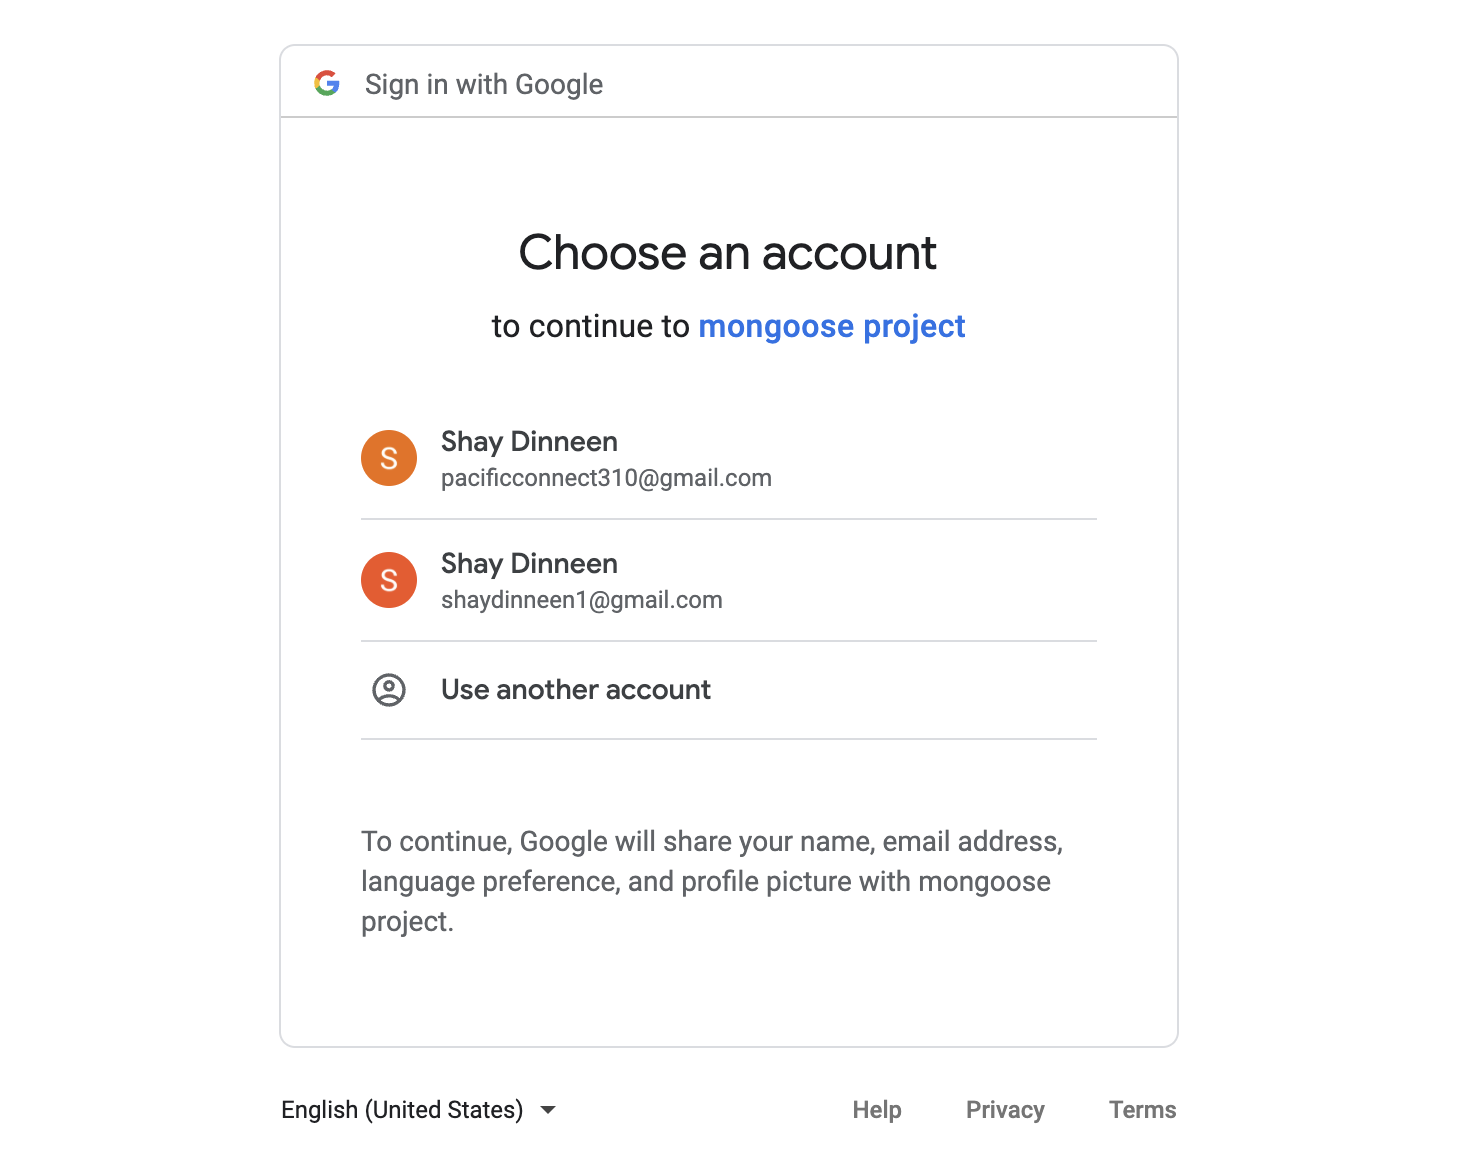 Sign in with Google
Choose an account
to continue to mongoose project
S
Shay Dinneen
pacificconnect310@gmail.com
S
Shay Dinneen
shaydinneen1@gmail.com
Use another account
To continue, Google will share your name, email address,
language preference, and profile picture with mongoose
project.
English (United States)
Help
Privacy
Terms